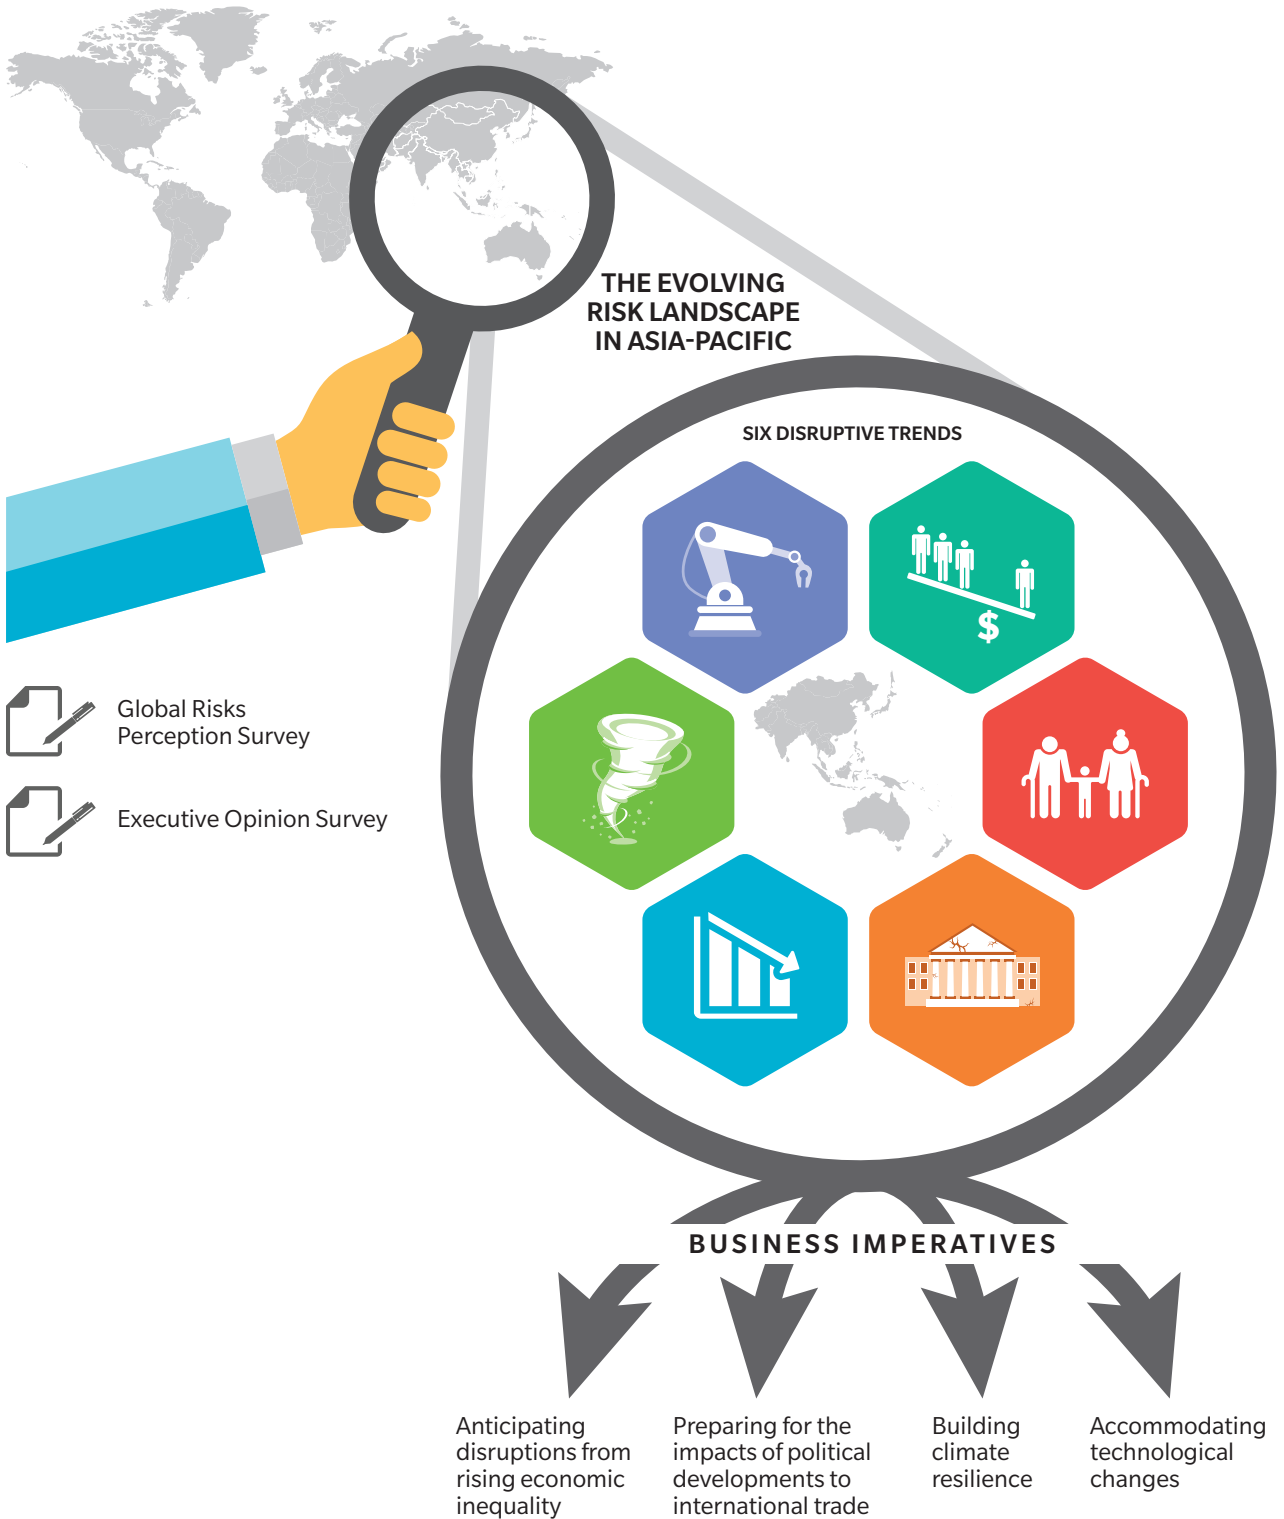 THE EVOLVING
RISK LANDSCAPE
IN ASIA-PACIFIC
SIX DISRUPTIVE TRENDS
$
Global Risks
Perception Survey
Executive Opinion Survey
BUSINESS IMPERATIVES
Anticipating
disruptions from
rising economic
inequality
Preparing for the
impacts of political
developments to
international trade
Building
climate
resilience
Accommodating
technological
changes